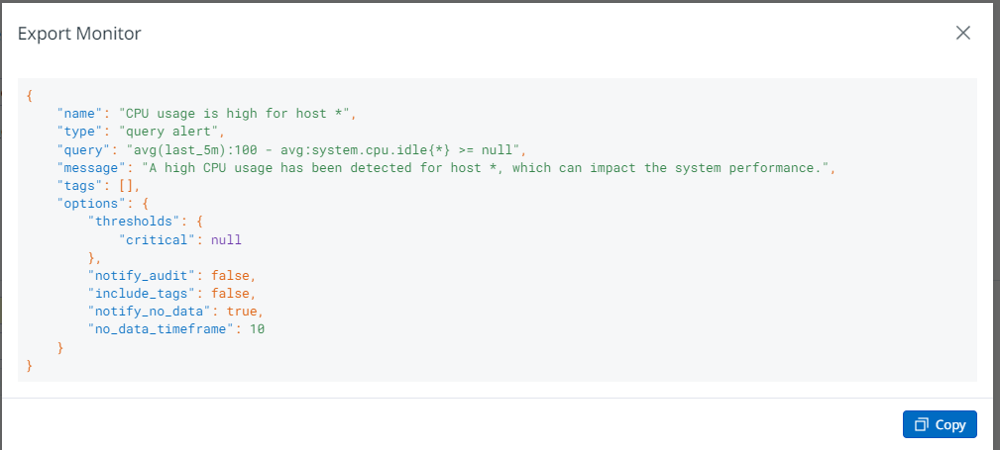 Export Monitor
{
    "name": "CPU usage is high for host *",
    "type": "query alert",
    "query": "avg(last_5m):100 - avg:system.cpu.idle{*} >= null",
    "message": "A high CPU usage has been detected for host *, which can impact the system performance.",
    "tags": [],
    "options": {
        "thresholds": {
            "critical": null
        },
        "notify_audit": false,
        "include_tags": false,
        "notify_no_data": true,
        "no_data_timeframe": 10
    }
}
Copy